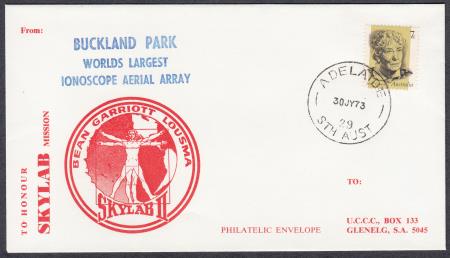 From:
BUCKLAND PARK
WORLDS LARGEST
IONOSCOPE AERIAL ARRAY
TO HONOUR
SKYLAB MISSION
BEAN GARRIOTT LOUSMA
SKYLAB II
ADELAIDE
30JY73
29
STH AUST
Australia
TO:
U.C.C.C., BOX 133
GLENELG, S.A. 5045
PHILATELIC ENVELOPE